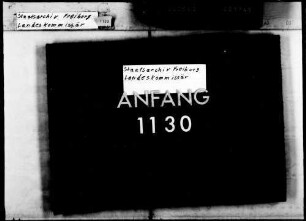 Staatsarchiv Freiburg
Landeskommissär
Staatsarchiv Freiburg
Landeskommissär
ANFANG
1130